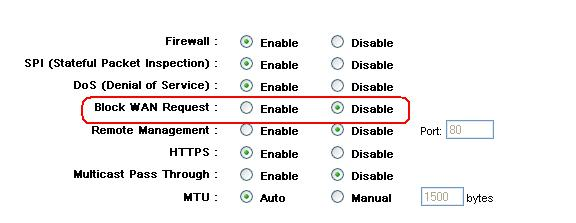 Firewall : Enable Disable
SPI (Stateful Packet Inspection) : Enable Disable
DoS (Denial of Service) : Enable Disable
Block WAN Request : Enable Disable
Remote Management : Enable Disable Port: 80
HTTPS : Enable Disable
Multicast Pass Through : Enable Disable
MTU : Auto Manual 1500 bytes